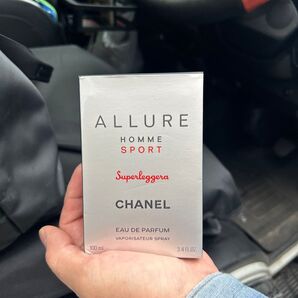 ALLURE
HOMME
SPORT
Superleggera
CHANEL
EAU DE PARFUM
VAPORISATEUR SPRAY
100 ml
3.4 FL.OZ